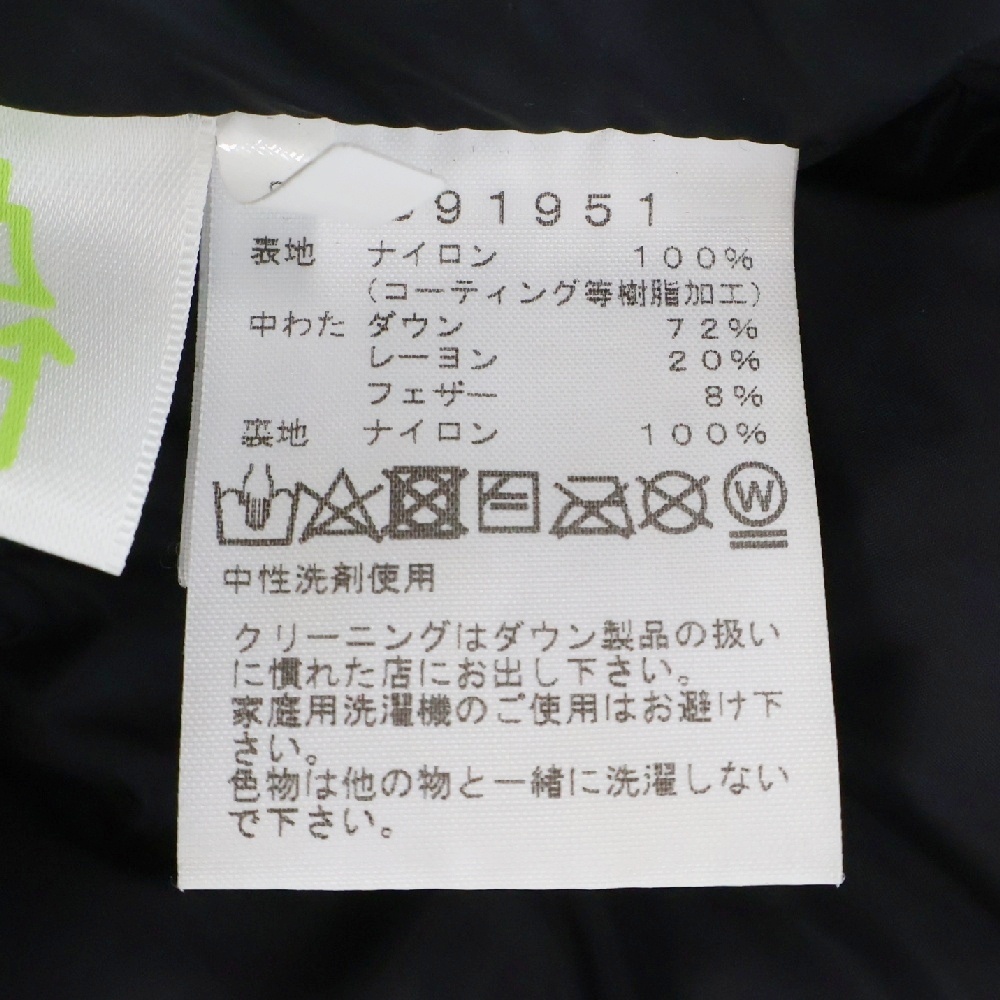 91951
表地 ナイロン 100%
(コーティング等樹脂加工)
中わた ダウン 72%
レーヨン 20%
フェザー 8%
裏地 ナイロン 100%
W
中性洗剤使用
クリーニングはダウン製品の扱い
に慣れた店にお出し下さい。
家庭用洗濯機のご使用はお避け下
さい。
色物は他の物と一緒に洗濯しない
で下さい。